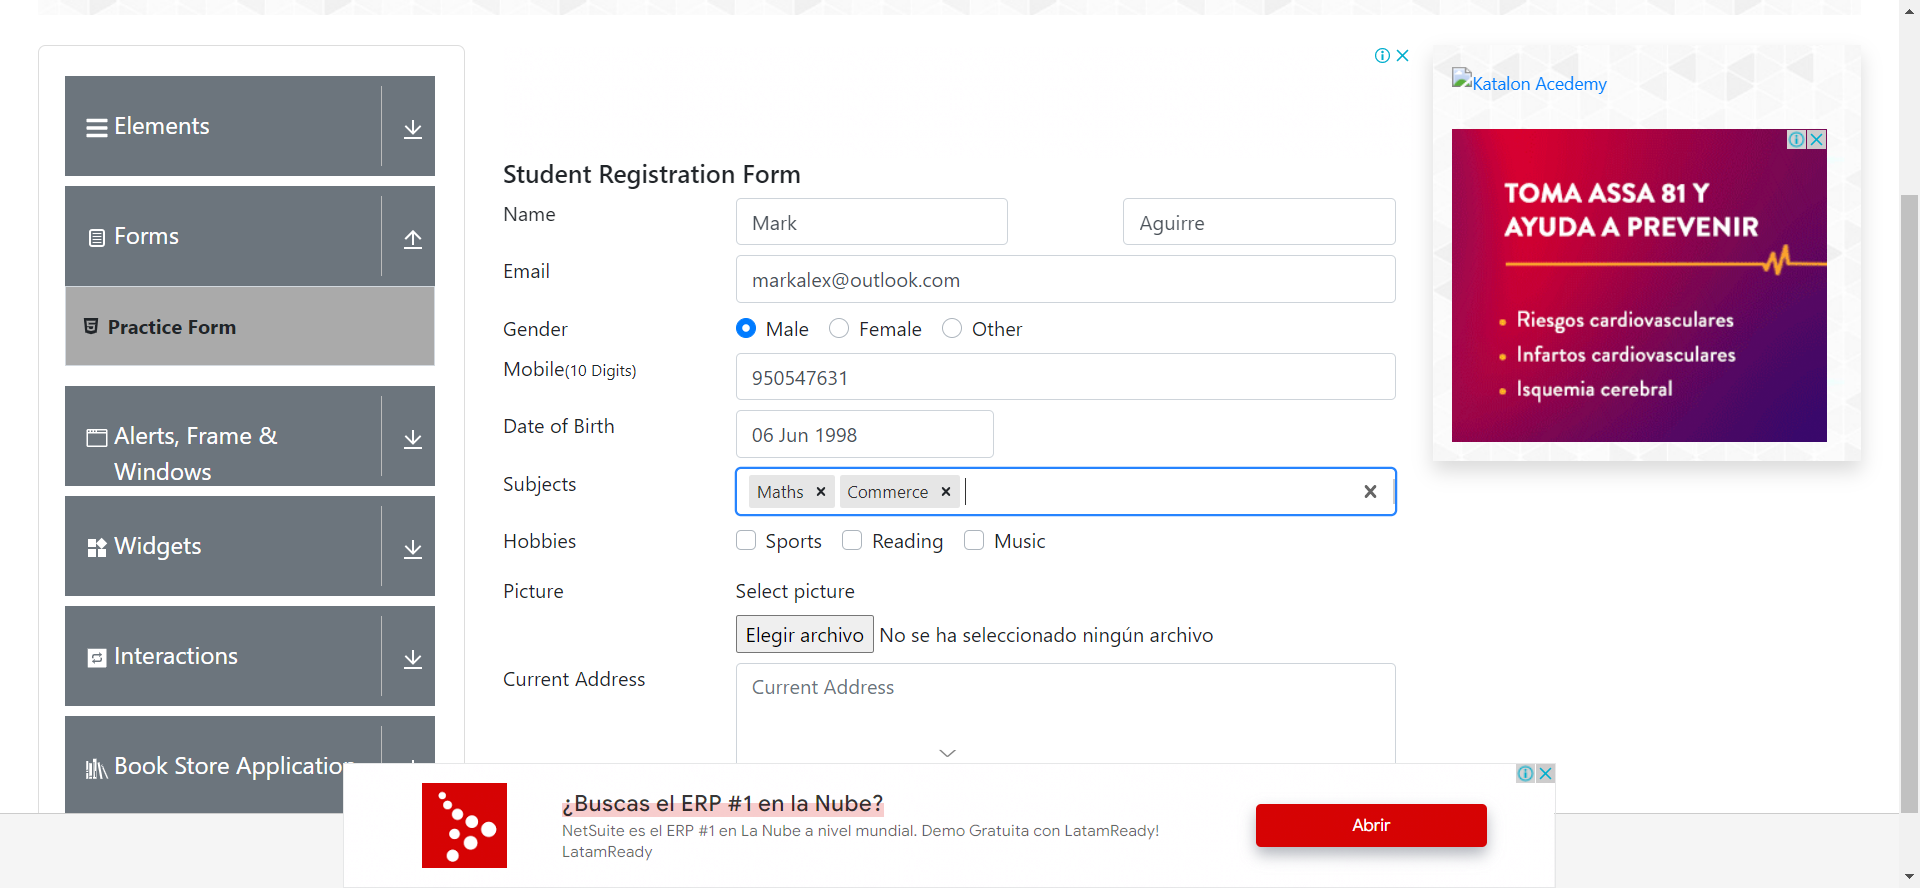 Elements
Forms
Practice Form
Alerts, Frame &
Windows
Widgets
Interactions
Book Store Application
Student Registration Form
Name
Mark
Aguirre
Email
markalex@outlook.com
Gender
Male
Female
Other
Mobile(10 Digits)
950547631
Date of Birth
06 Jun 1998
Subjects
Maths
Commerce
Hobbies
Sports
Reading
Music
Picture
Select picture
Elegir archivo No se ha seleccionado ningún archivo
Current Address
Current Address
Katalon Acedemy
TOMA ASSA 81 Y
AYUDA A PREVENIR
• Riesgos cardiovasculares
• Infartos cardiovasculares
• Isquemia cerebral
¿Buscas el ERP #1 en la Nube?
NetSuite es el ERP #1 en La Nube a nivel mundial. Demo Gratuita con LatamReady!
LatamReady
Abrir